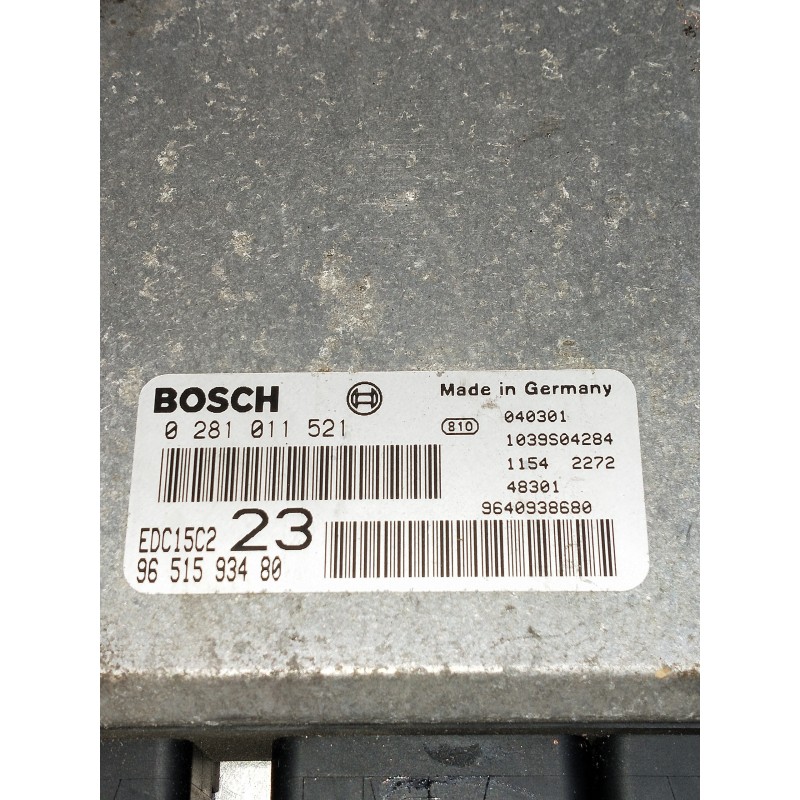 BOSCH
Made in Germany
0 281 011 521
810
040301
1039S04284
1154 2272
48301
9640938680
EDC15C2 23
96 515 934 80